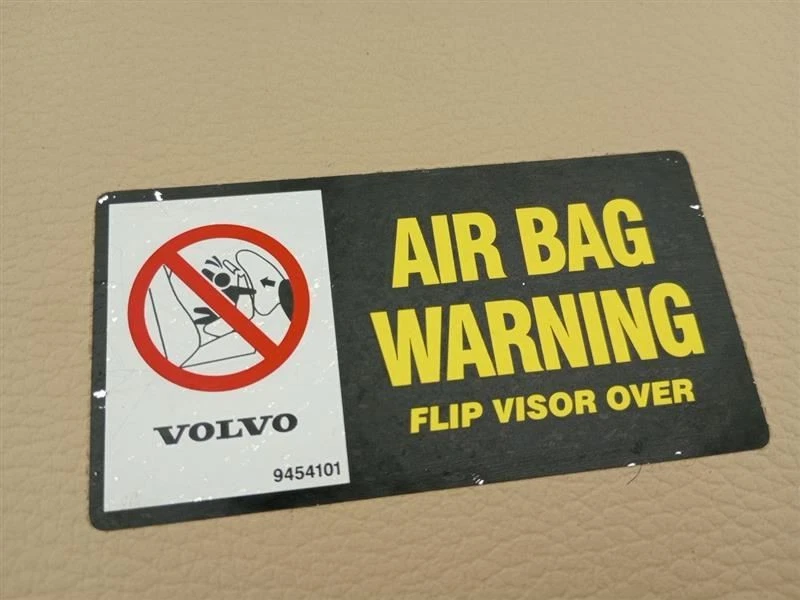 AIR BAG
WARNING
FLIP VISOR OVER
VOLVO
9454101